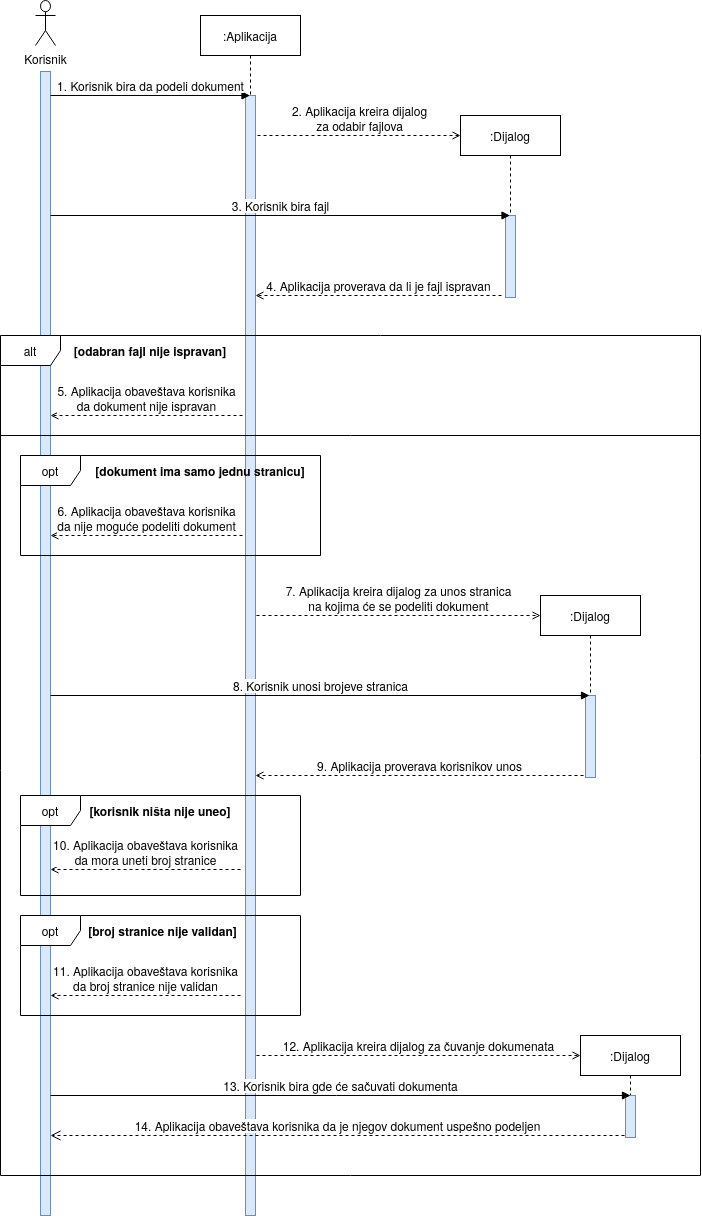 Korisnik
:Aplikacija
1. Korisnik bira da podeli dokument
2. Aplikacija kreira dijalog
za odabir fajlova
:Dijalog
3. Korisnik bira fajl
4. Aplikacija proverava da li je fajl ispravan
alt
[odabran fajl nije ispravan]
5. Aplikacija obaveštava korisnika
da dokument nije ispravan
opt
[dokument ima samo jednu stranicu]
6. Aplikacija obaveštava korisnika
da nije moguće podeliti dokument
7. Aplikacija kreira dijalog za unos stranica
na kojima će se podeliti dokument
:Dijalog
8. Korisnik unosi brojeve stranica
9. Aplikacija proverava korisnikov unos
opt
[korisnik ništa nije uneo]
10. Aplikacija obaveštava korisnika
da mora uneti broj stranice
opt
[broj stranice nije validan]
11. Aplikacija obaveštava korisnika
da broj stranice nije validan
12. Aplikacija kreira dijalog za čuvanje dokumenata
:Dijalog
13. Korisnik bira gde će sačuvati dokumenta
14. Aplikacija obaveštava korisnika da je njegov dokument uspešno podeljen